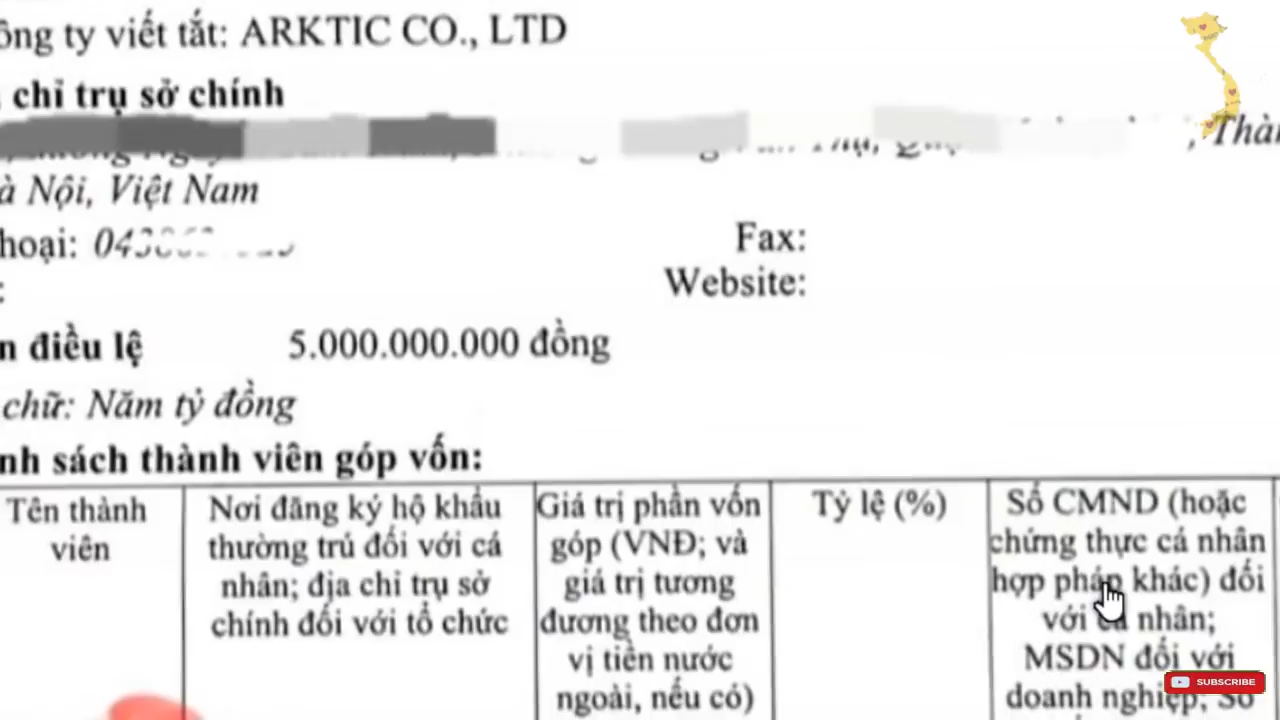 ông ty viết tắt: ARKTIC CO., LTD
chỉ trụ sở chính
à Nội, Việt Nam
hoại:
Fax:
:
Website:
n điều lệ 5.000.000.000 đồng
chữ: Năm tỷ đồng
nh sách thành viên góp vốn:
Tên thành
viên
Nơi đăng ký hộ khẩu
thường trú đối với cá
nhân; địa chỉ trụ sở
chính đối với tổ chức
Giá trị phần vốn
góp (VNĐ; và
giá trị tương
đương theo đơn
vị tiền nước
ngoài, nếu có)
Tỷ lệ (%)
Số CMND (hoặc
chứng thực cá nhân
hợp pháp khác) đối
với cá nhân;
MSDN đối với
doanh nghiệp; Số
SUBSCRIBE